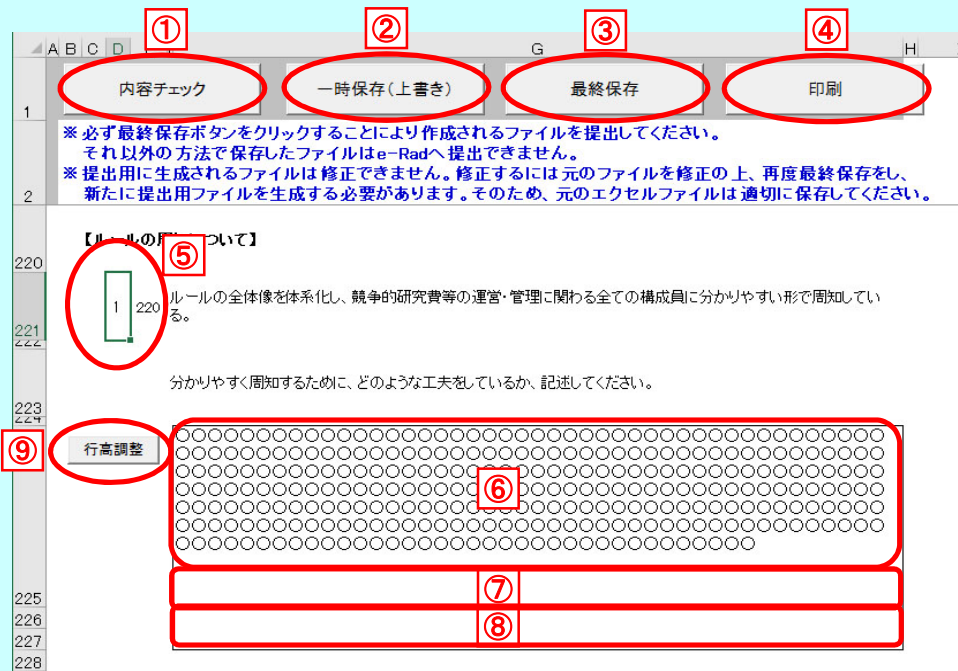 ①
②
③
④
A B C D G H
内容チェック
一時保存(上書き)
最終保存
印刷
1
※必ず最終保存ボタンをクリックすることにより作成されるファイルを提出してください。
それ以外の方法で保存したファイルはe-Radへ提出できません。
※提出用に生成されるファイルは修正できません。修正するには元のファイルを修正の上、再度最終保存をし、
2
新たに提出用ファイルを生成する必要があります。そのため、元のエクセルファイルは適切に保存してください。
【ルールの周 ついて】
⑤
220
1 220 ルールの全体像を体系化し、競争的研究費等の運営・管理に関わる全ての構成員に分かりやすい形で周知してい
る。
221
222
分かりやすく周知するために、どのような工夫をしているか、記述してください。
223
224
⑨
行高調整
○○○○○○○○○○○○○○○○○○○○○○○○○○○○○○○○○○○○○○○○○○○○
○○○○○○○○○○○○○○○○○○○○○○○○○○○○○○○○○○○○○○○○○○○○
○○○○○○○○○○○○○○○○○○○○○○○○○○○○○○○○○○○○○○○○○○○○
⑥
○○○○○○○○○○○○○○○○○○○○○○○○○○○○○○○○○○○○○○○○○○○○
○○○○○○○○○○○○○○○○○○○○○○○○○○○○○○○○○○○○○○○○○○○○
○○○○○○○○○○○○○○○○○○○○○○○○○○○○○○○○○○○○○○○○○○○○
○○○○○○○○○○○○○○○○○○○○○○○○○○○○○○○○○○○○
⑦
225
226
⑧
227
228